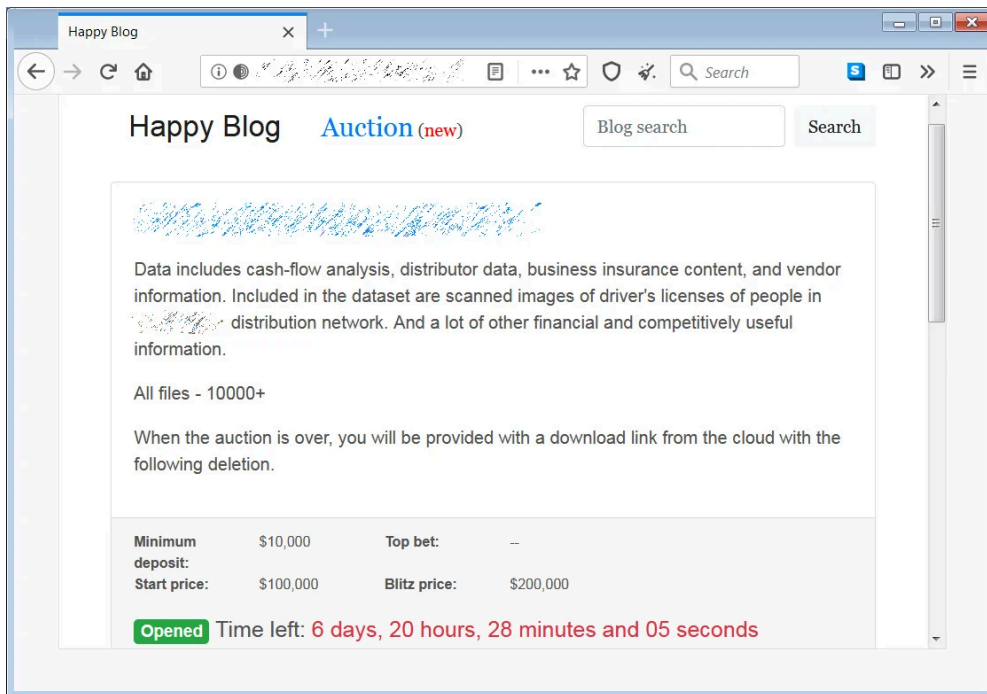 Happy Blog
Search
Happy Blog Auction (new) Blog search Search
Data includes cash-flow analysis, distributor data, business insurance content, and vendor
information. Included in the dataset are scanned images of driver's licenses of people in
distribution network. And a lot of other financial and competitively useful
information.
All files - 10000+
When the auction is over, you will be provided with a download link from the cloud with the
following deletion.
Minimum deposit: $10,000 Top bet: --
Start price: $100,000 Blitz price: $200,000
Opened Time left: 6 days, 20 hours, 28 minutes and 05 seconds